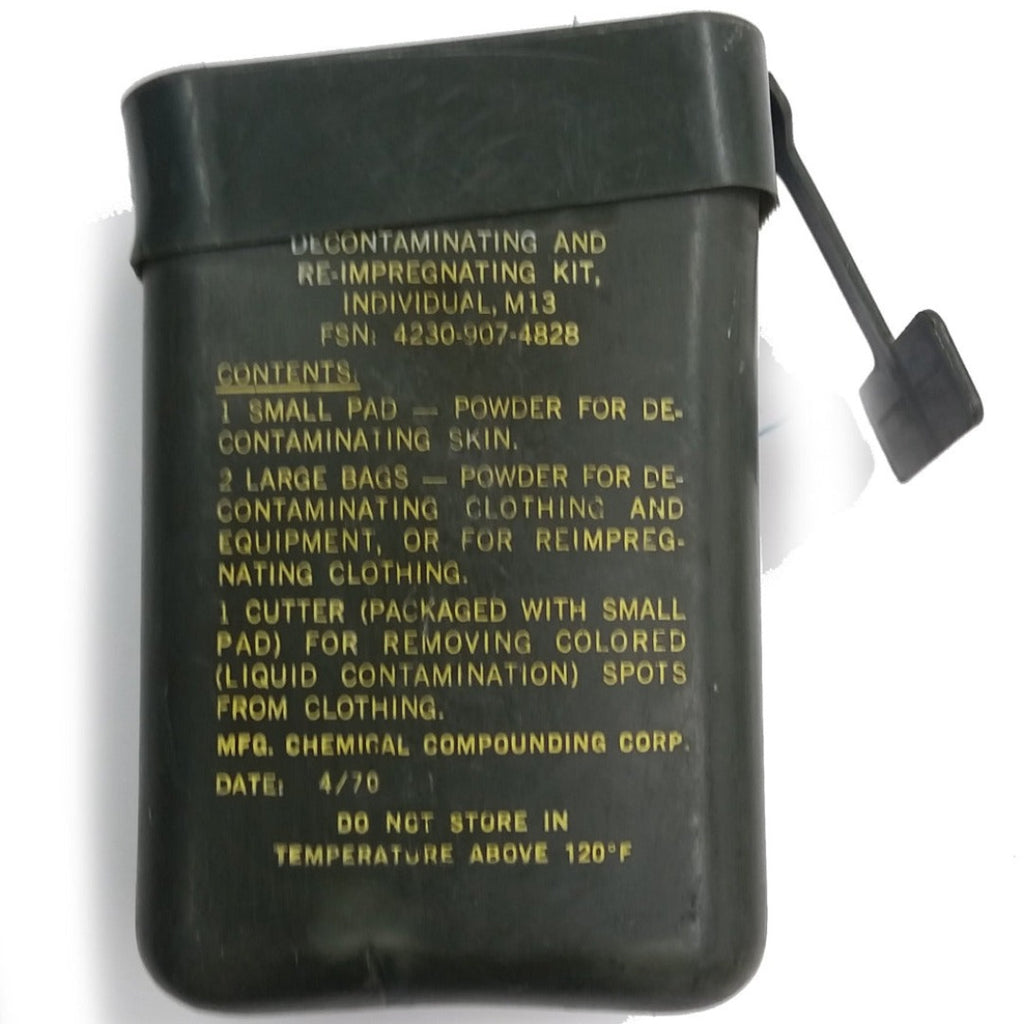 DECONTAMINATING AND
RE-IMPREGNATING KIT,
INDIVIDUAL, M13
FSN: 4230-907-4828
CONTENTS:
1 SMALL PAD — POWDER FOR DE-
CONTAMINATING SKIN.
2 LARGE BAGS — POWDER FOR DE-
CONTAMINATING CLOTHING AND
EQUIPMENT, OR FOR REIMPREG-
NATING CLOTHING.
1 CUTTER (PACKAGED WITH SMALL
PAD) FOR REMOVING COLORED
(LIQUID CONTAMINATION) SPOTS
FROM CLOTHING.
MFG. CHEMICAL COMPOUNDING CORP.
DATE: 4/70
DO NOT STORE IN
TEMPERATURE ABOVE 120°F